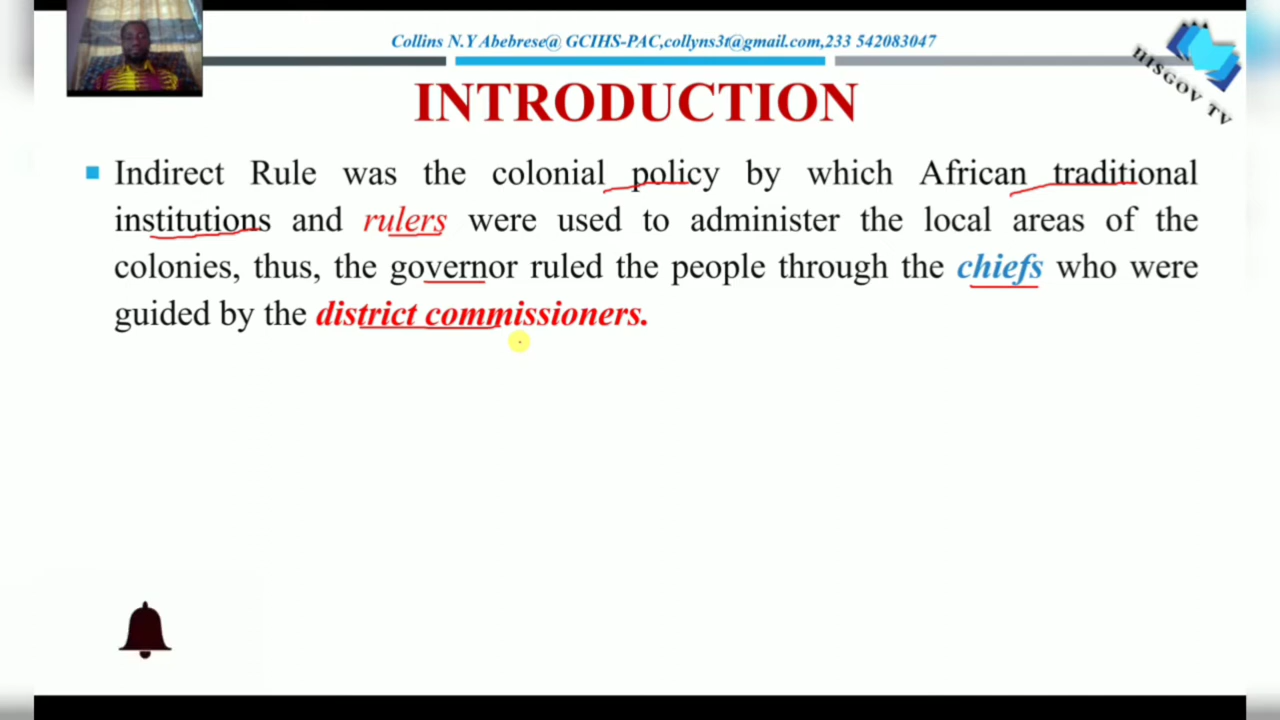 Collins N.Y Abebrese@ GCIHS-PAC,collyns3t@gmail.com,233 542083047
HISGOV TV
INTRODUCTION
Indirect Rule was the colonial policy by which African traditional
institutions and rulers were used to administer the local areas of the
colonies, thus, the governor ruled the people through the chiefs who were
guided by the district commissioners.